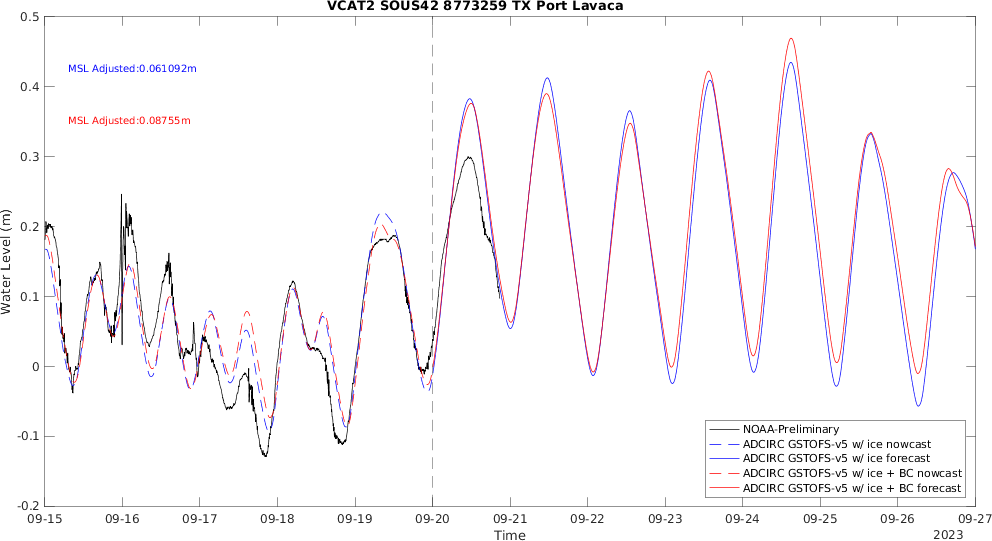 VCAT2 SOUS42 8773259 TX Port Lavaca
0.5
0.4
0.3
0.2
0.1
0
-0.1
-0.2
Water Level (m)
MSL Adjusted:0.061092m
MSL Adjusted:0.08755m
NOAA-Preliminary
ADCIRC GSTOFS-v5 w/ ice nowcast
ADCIRC GSTOFS-v5 w/ ice forecast
ADCIRC GSTOFS-v5 w/ ice + BC nowcast
ADCIRC GSTOFS-v5 w/ ice + BC forecast
09-15 09-16 09-17 09-18 09-19 09-20 09-21 09-22 09-23 09-24 09-25 09-26 09-27
Time
2023